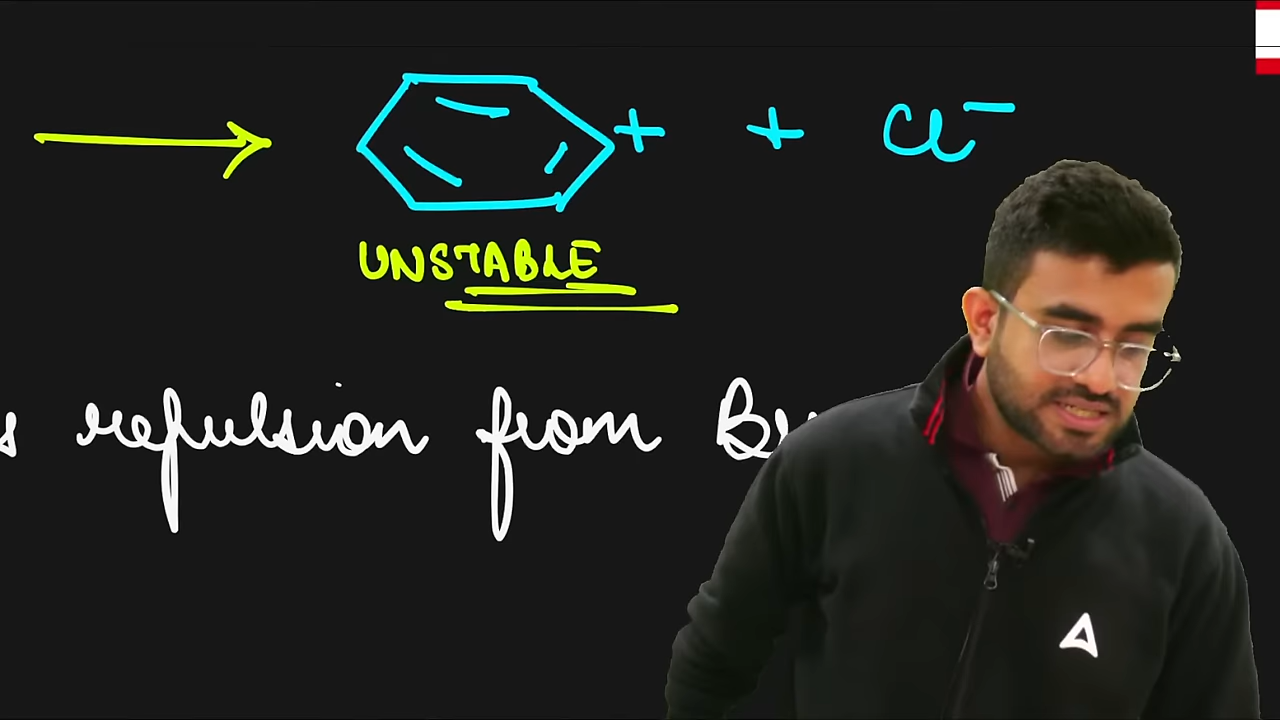 + + Cl⁻
UNSTABLE
repulsion from